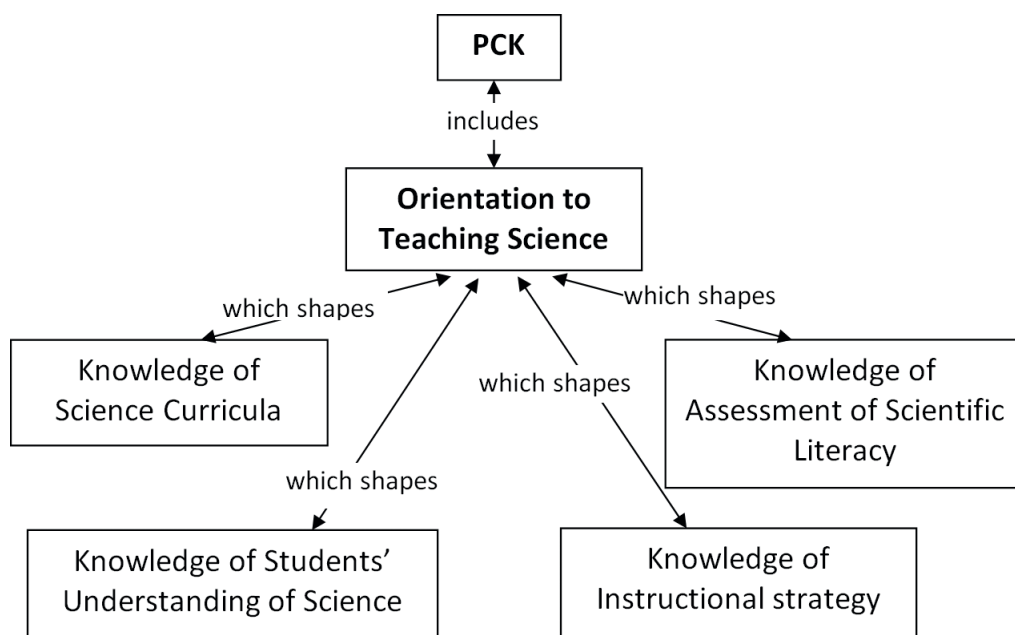 PCK
includes
Orientation to
Teaching Science
which shapes
which shapes
Knowledge of
Science Curricula
which shapes
Knowledge of
Assessment of Scientific
Literacy
which shapes
Knowledge of Students’
Understanding of Science
Knowledge of
Instructional strategy